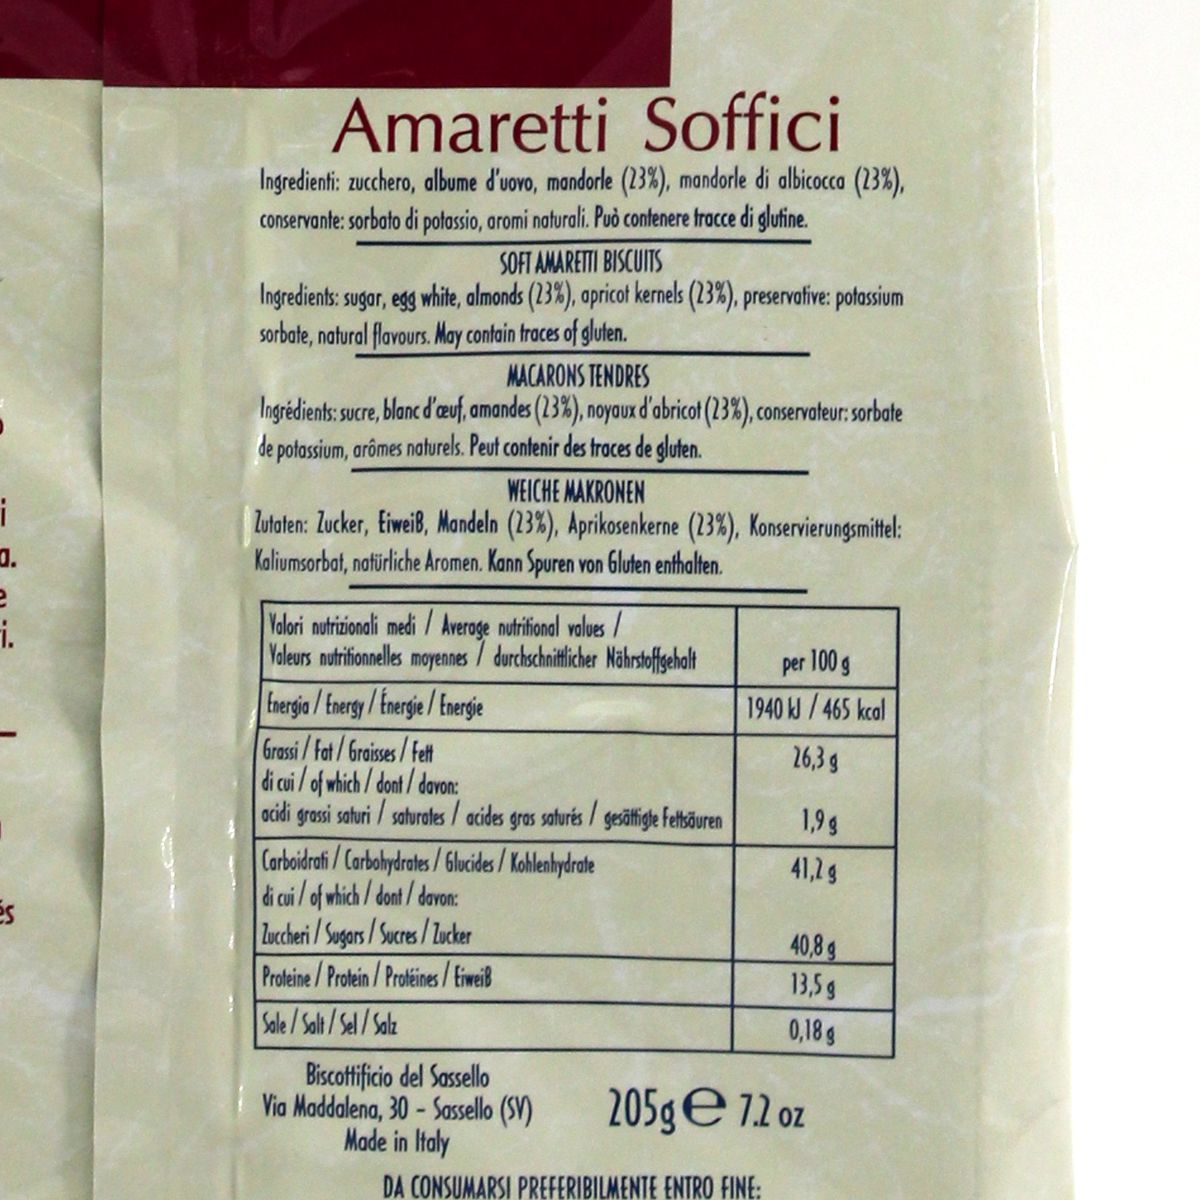 Amaretti Soffici
Ingredienti: zucchero, albume d'uovo, mandorle (23%), mandorle di albicocca (23%),
conservante: sorbato di potassio, aromi naturali. Può contenere tracce di glutine.
SOFT AMARETTI BISCUITS
Ingredients: sugar, egg white, almonds (23%), apricot kernels (23%), preservative: potassium
sorbate, natural flavours. May contain traces of gluten.
MACARONS TENDRES
Ingrédients: sucre, blanc d'œuf, amandes (23%), noyaux d'abricot (23%), conservateur: sorbate
de potassium, arômes naturels. Peut contenir des traces de gluten.
WEICHE MAKRONEN
Zutaten: Zucker, Eiweiß, Mandeln (23%), Aprikosenkerne (23%), Konservierungsmittel:
Kaliumsorbat, natürliche Aromen. Kann Spuren von Gluten enthalten.
Valori nutrizionali medi / Average nutritional values /
Valeurs nutritionnelles moyennes / durchschnittlicher Nährstoffgehalt per 100 g
Energia / Energy / Énergie / Energie 1940 kJ / 465 kcal
Grassi / Fat / Graisses / Fett 26,3 g
di cui / of which / dont / davon:
acidi grassi saturi / saturates / acides gras saturés / gesättigte Fettsäuren 1,9 g
Carboidrati / Carbohydrates / Glucides / Kohlenhydrate 41,2 g
di cui / of which / dont / davon:
Zuccheri / Sugars / Sucres / Zucker 40,8 g
Proteine / Protein / Protéines / Eiweiß 13,5 g
Sale / Salt / Sel / Salz 0,18 g
Biscottificio del Sassello
Via Maddalena, 30 - Sassello (SV)
Made in Italy
205g e 7.2 oz
DA CONSUMARSI PREFERIBILMENTE ENTRO FINE: